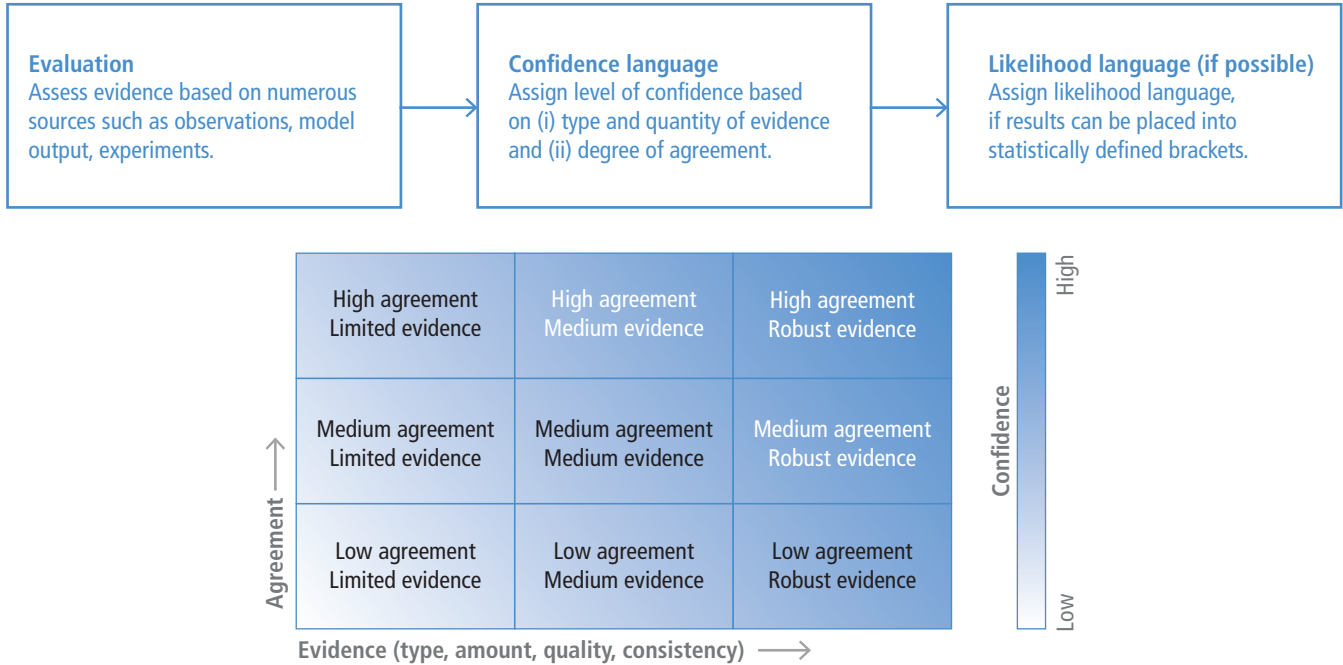 Evaluation
Assess evidence based on numerous
sources such as observations, model
output, experiments.
Confidence language
Assign level of confidence based
on (i) type and quantity of evidence
and (ii) degree of agreement.
Likelihood language (if possible)
Assign likelihood language,
if results can be placed into
statistically defined brackets.
High agreement
Limited evidence
High agreement
Medium evidence
High agreement
Robust evidence
Medium agreement
Limited evidence
Medium agreement
Medium evidence
Medium agreement
Robust evidence
Low agreement
Limited evidence
Low agreement
Medium evidence
Low agreement
Robust evidence
Agreement
Evidence (type, amount, quality, consistency)
Confidence
High
Low